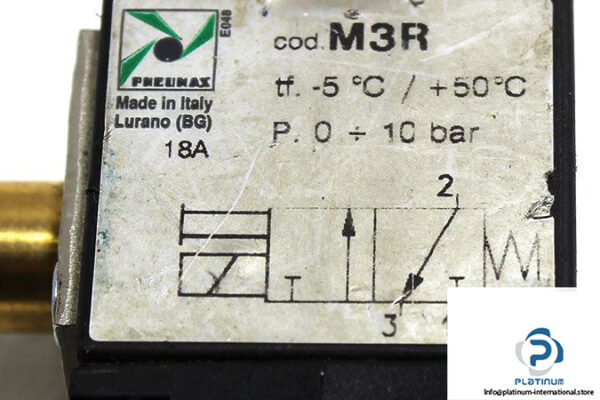 PNEUMAX
E048
Made in Italy
Lurano (BG)
18A
cod. M3R
tf. -5 °C / +50°C
P. 0 ÷ 10 bar
2
3
PLATINUM
Info@platinum-international.store